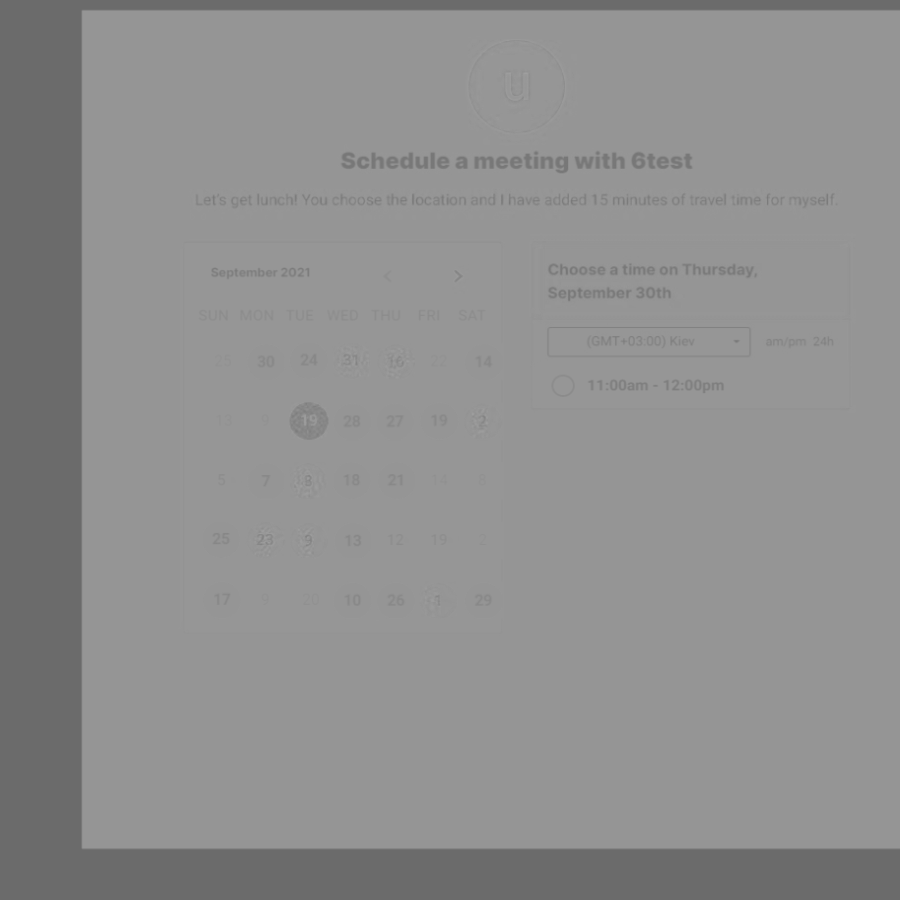 U
Schedule a meeting with 6test
Let's get lunch! You choose the location and I have added 15 minutes of travel time for myself.
September 2021
SUN MON TUE WED THU FRI SAT
25 30 24 31 16 22 14
13 6 19 28 27 19 2
5 7 8 18 21 14 3
25 23 9 13 12 19 2
17 9 20 10 26 1 29
Choose a time on Thursday,
September 30th
(GMT+03:00) Kiev
am/pm 24h
11:00am - 12:00pm